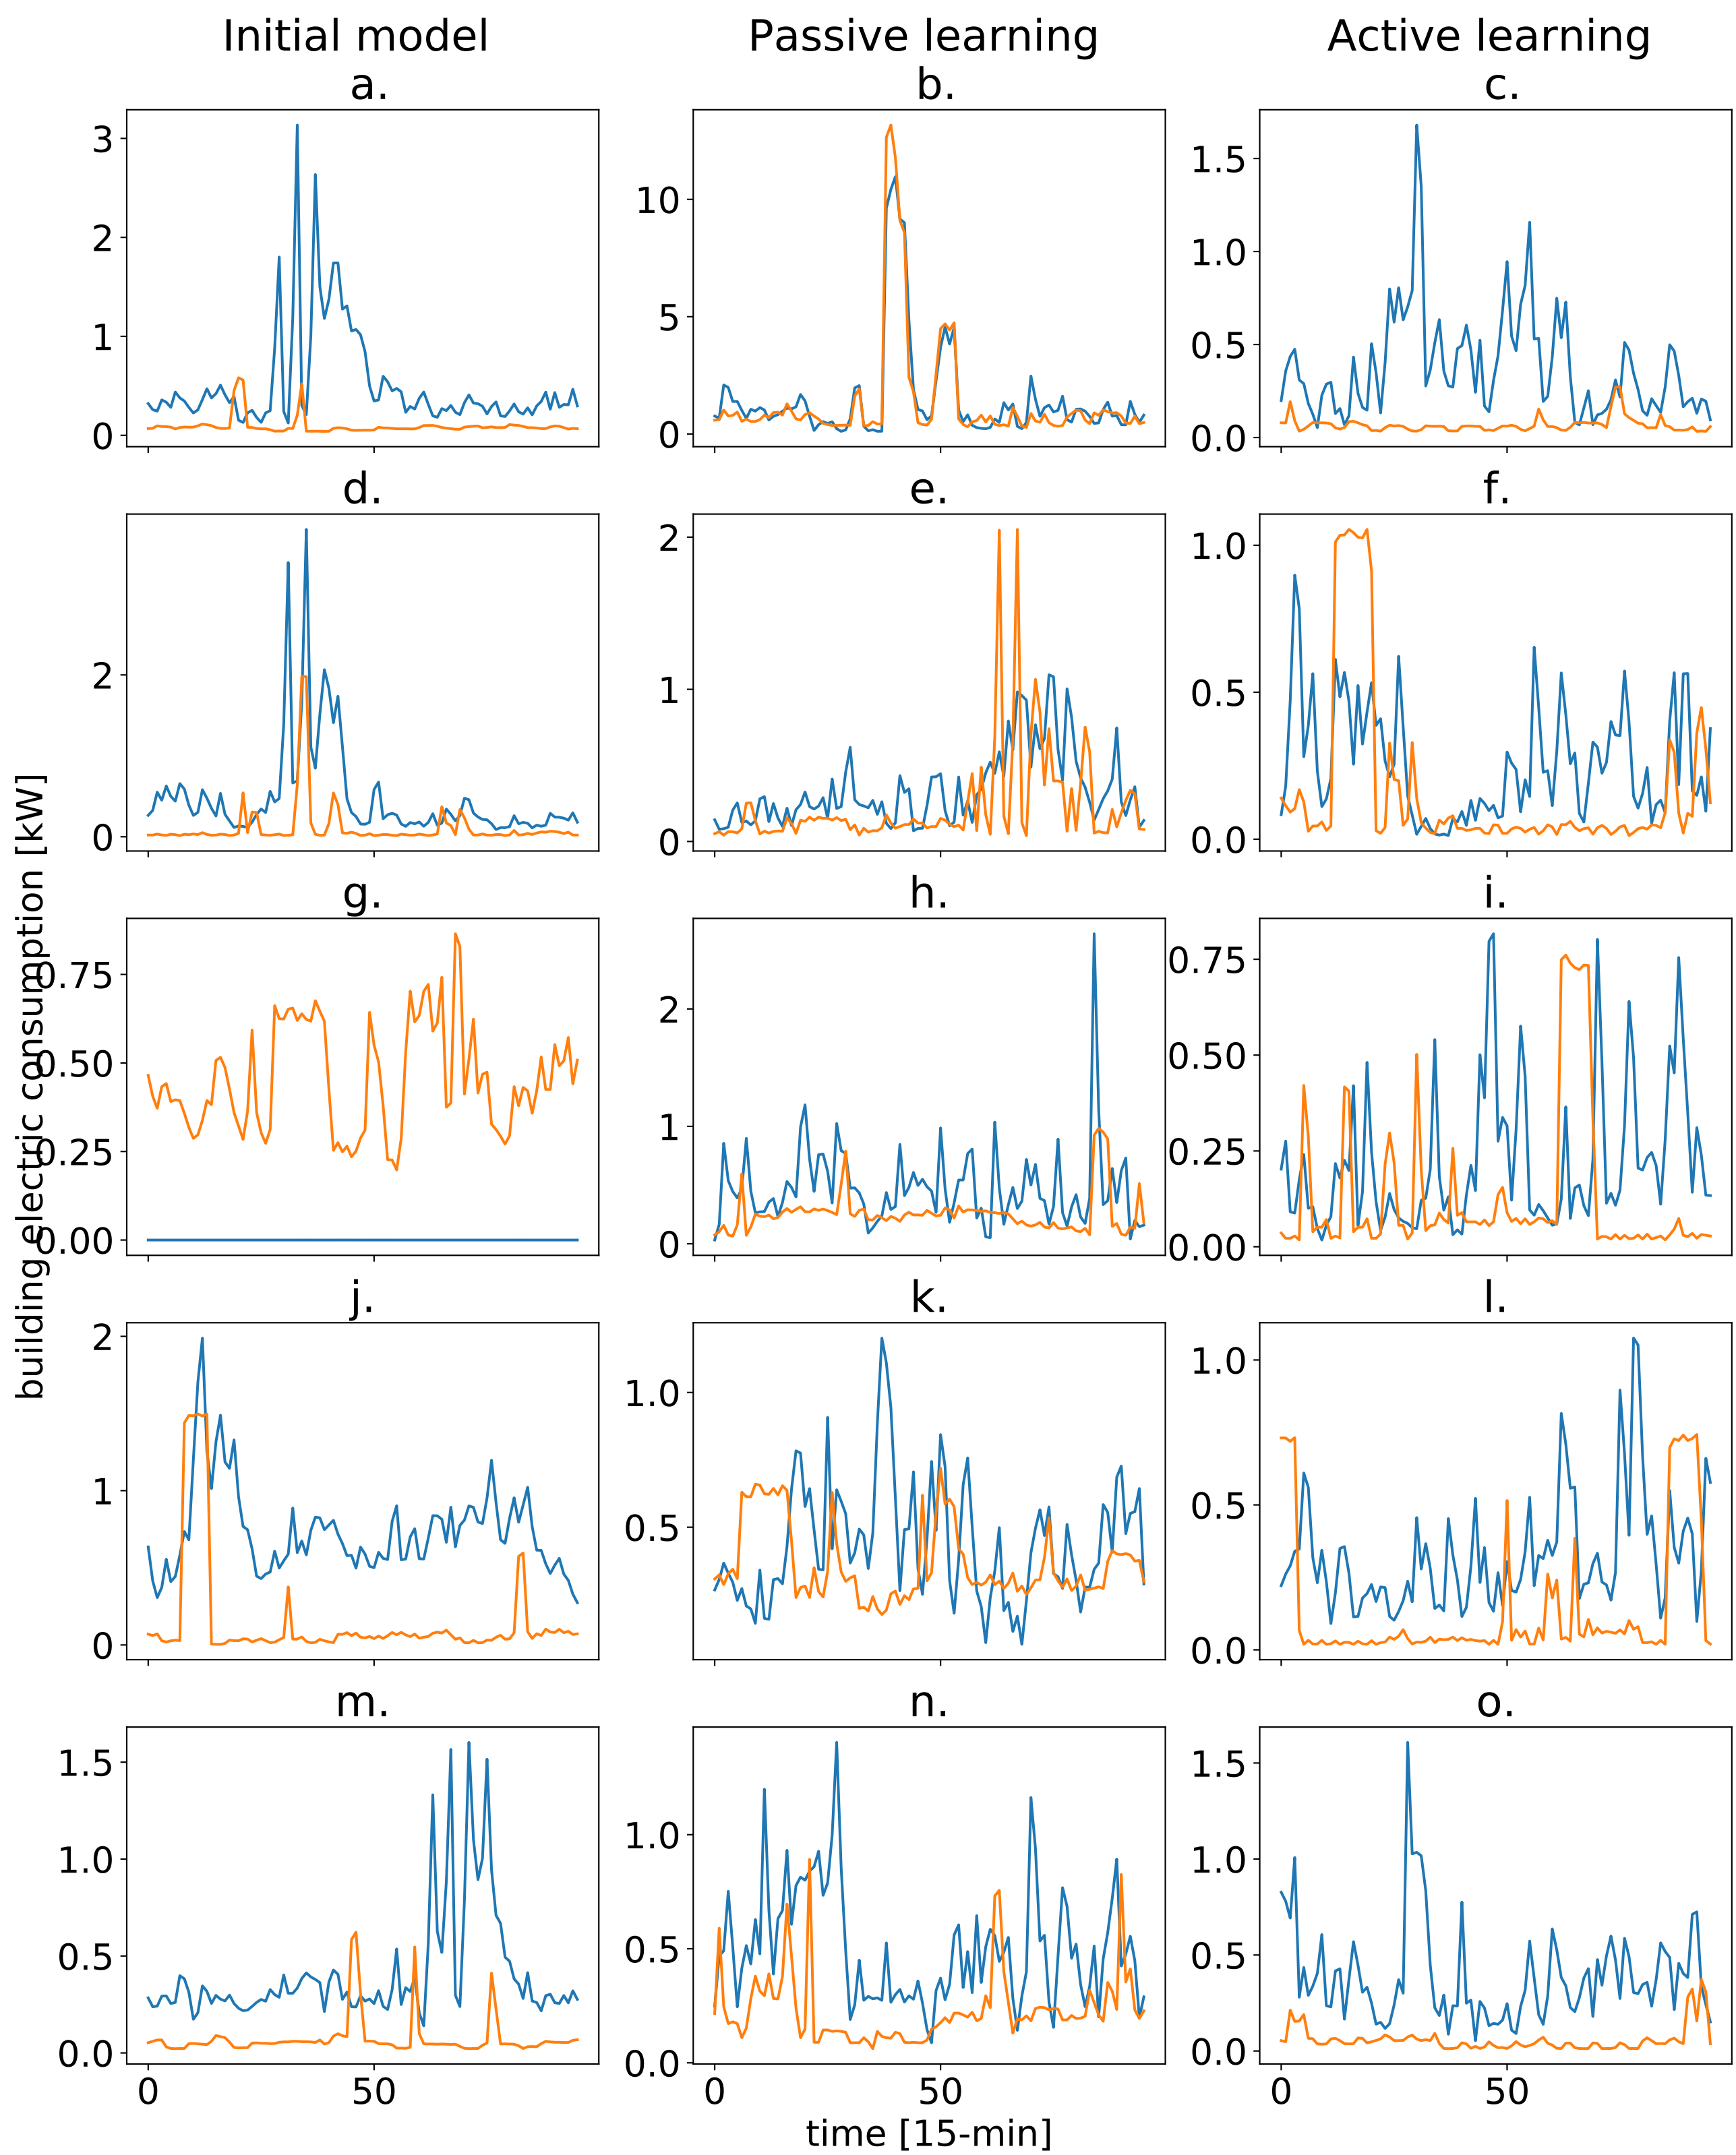 Initial model Passive learning Active learning
a. b. c.
3 2 1 0
10 5 0
1.5 1.0 0.5 0.0
d. e. f.
2 0
2 1 0
1.0 0.5 0.0
g. h. i.
0.75 0.50 0.25 0.00
2 1 0
0.75 0.50 0.25 0.00
j. k. l.
2 1 0
1.0 0.5
1.0 0.5 0.0
m. n. o.
1.5 1.0 0.5 0.0
1.0 0.5 0.0
1.5 1.0 0.5 0.0
0 50 0 50 0 50
time [15-min]
building electric consumption [kW]